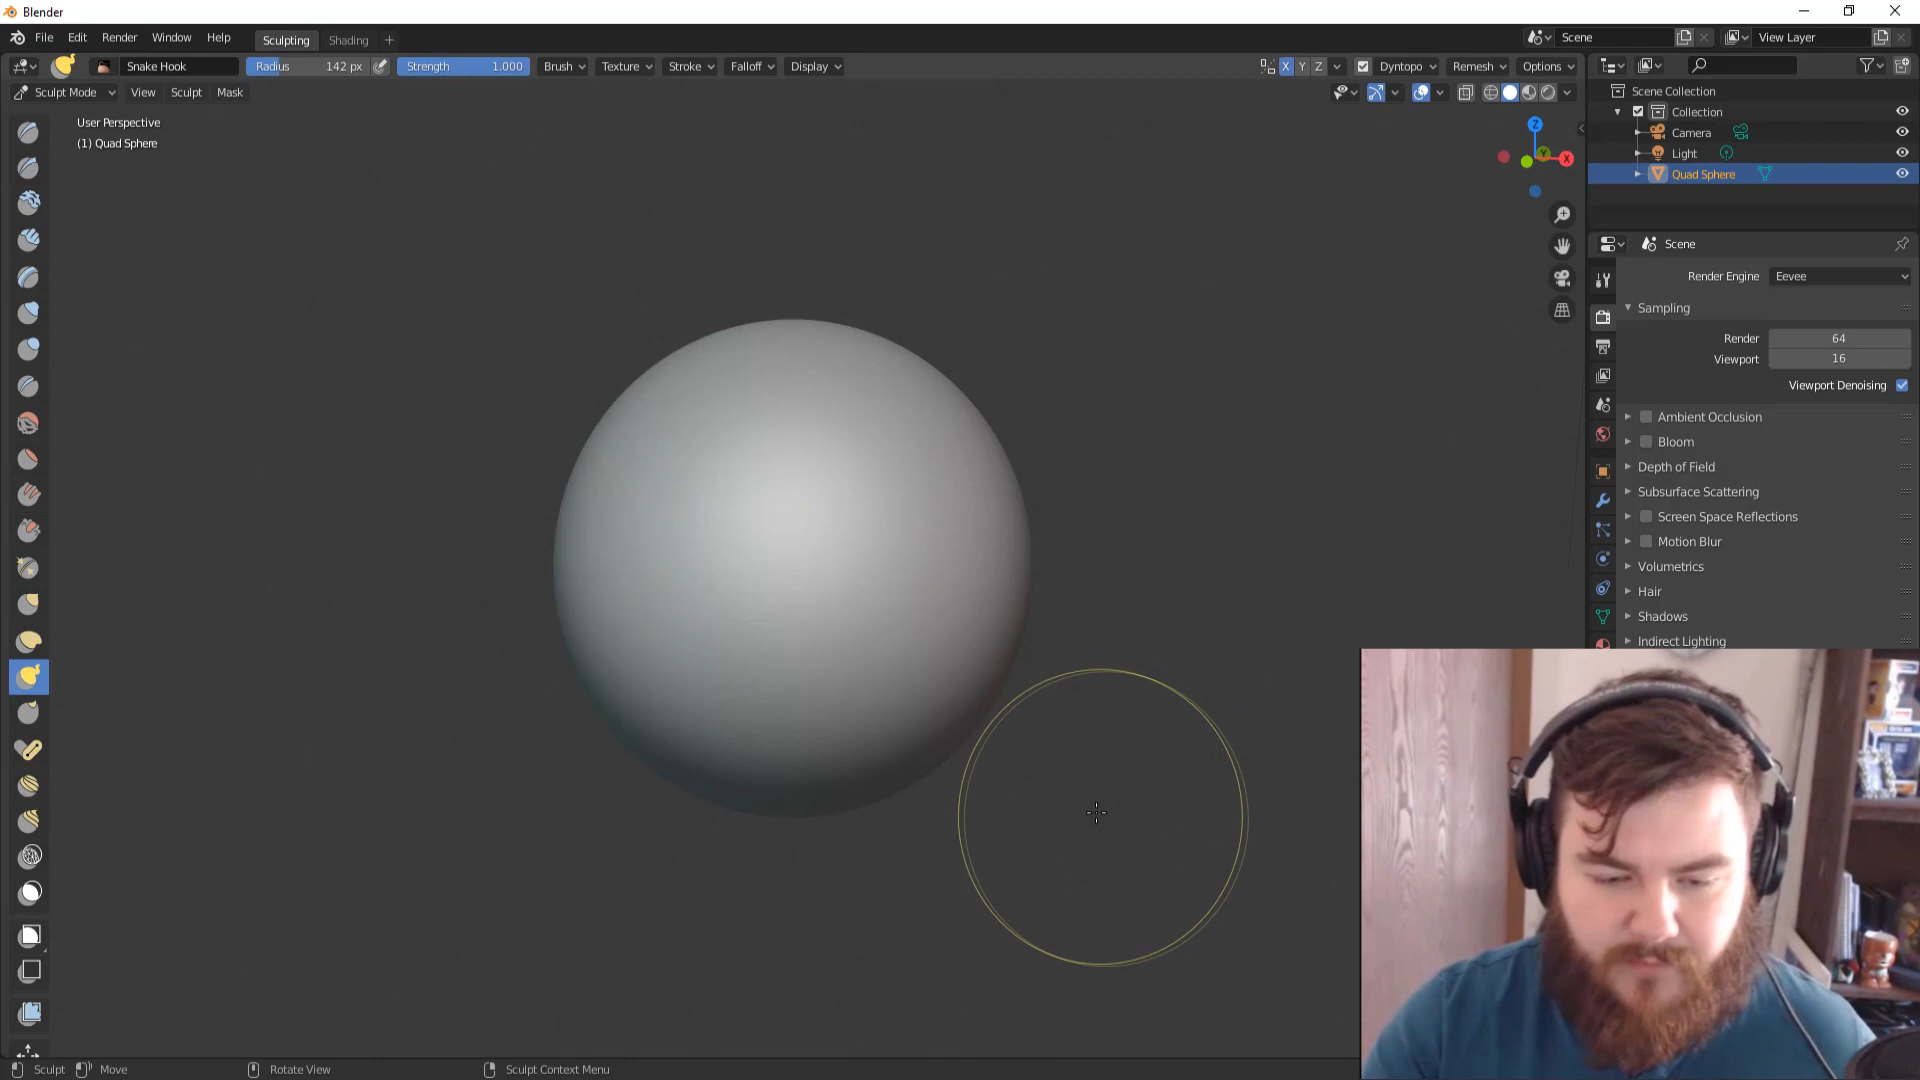 Blender
File Edit Render Window Help Sculpting Shading + Scene View Layer
Snake Hook Radius 142 px Strength 1.000 Brush Texture Stroke Falloff Display X Y Z Dyntopo Remesh Options
Sculpt Mode View Sculpt Mask
User Perspective
(1) Quad Sphere
Z
Y
X
Scene Collection
Collection
Camera
Light
Quad Sphere
Scene
Render Engine Eevee
Sampling
Render 64
Viewport 16
Viewport Denoising
Ambient Occlusion
Bloom
Depth of Field
Subsurface Scattering
Screen Space Reflections
Motion Blur
Volumetrics
Hair
Shadows
Indirect Lighting
Sculpt Move Rotate View Sculpt Context Menu